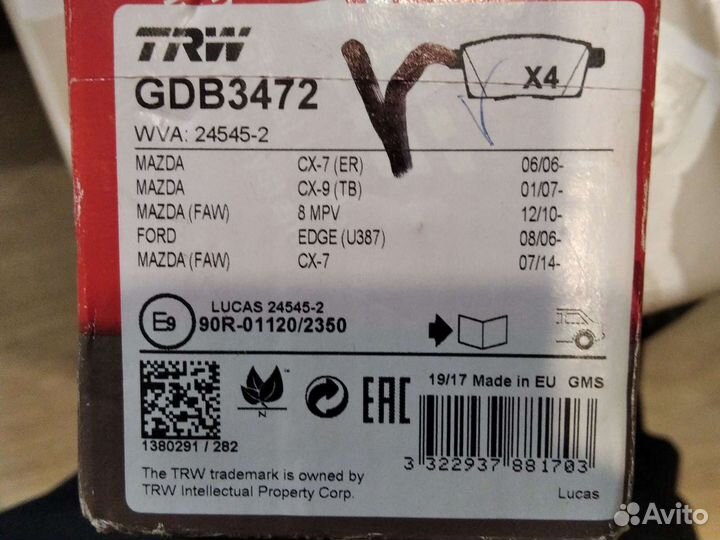 TRW
GDB3472
X4
WVA: 24545-2
MAZDA CX-7 (ER) 06/06-
MAZDA CX-9 (TB) 01/07-
MAZDA (FAW) 8 MPV 12/10-
FORD EDGE (U387) 08/06-
MAZDA (FAW) CX-7 07/14-
LUCAS 24545-2
E9 90R-01120/2350
N
EAC
19/17 Made in EU GMS
1380291 / 282
3 322937 881703
The TRW trademark is owned by
TRW Intellectual Property Corp.
Lucas
Avito